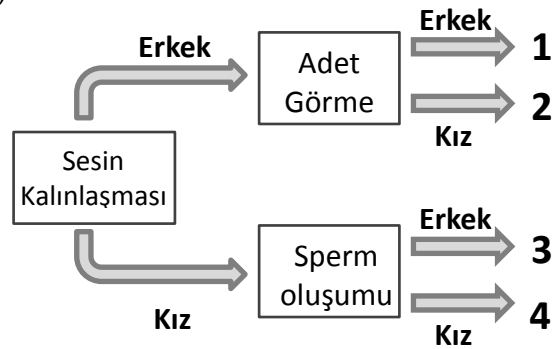 )
Erkek
Erkek
1
Adet
Görme
2
Kız
Sesin
Kalınlaşması
Erkek
3
Sperm
oluşumu
4
Kız
Kız